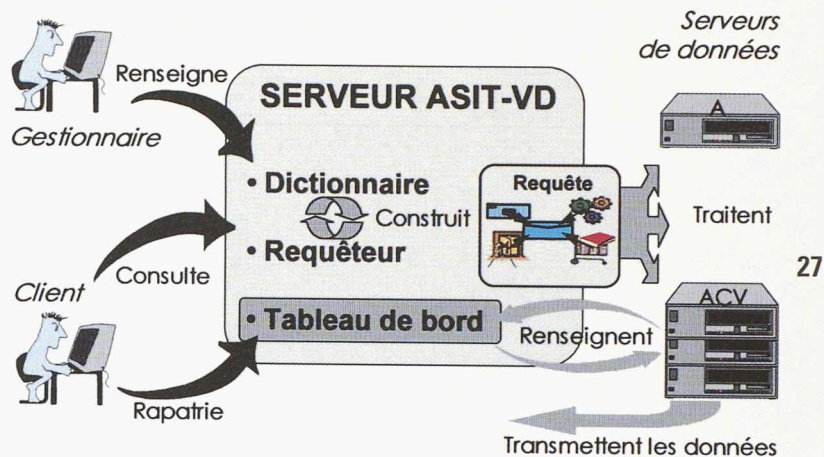 Serveurs
de données
Renseigne
Gestionnaire
SERVEUR ASIT-VD
A
• Dictionnaire
Construit
• Requêteur
Requête
Traitent
27
Client
Consulte
ACV
• Tableau de bord
Renseignent
Rapatrie
Transmettent les données